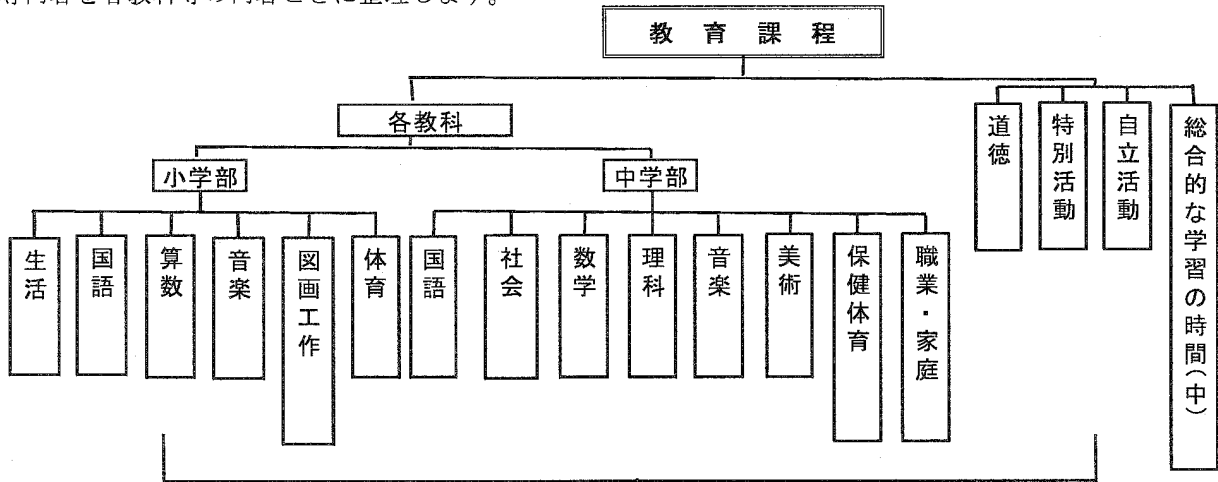 教育課程
各教科
小学部
中学部
生活
国語
算数
音楽
図画工作
体育
国語
社会
数学
理科
音楽
美術
保健体育
職業・家庭
道徳
特別活動
自立活動
総合的な学習の時間(中)